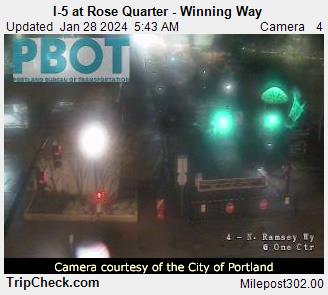 I-5 at Rose Quarter - Winning Way
Updated Jan 28 2024 5:43 AM Camera 4
PBOT
PORTLAND BUREAU OF TRANSPORTATION
4 - N. Ramsey Wy
@ One Ctr
Camera courtesy of the City of Portland
TripCheck.com Milepost302.00